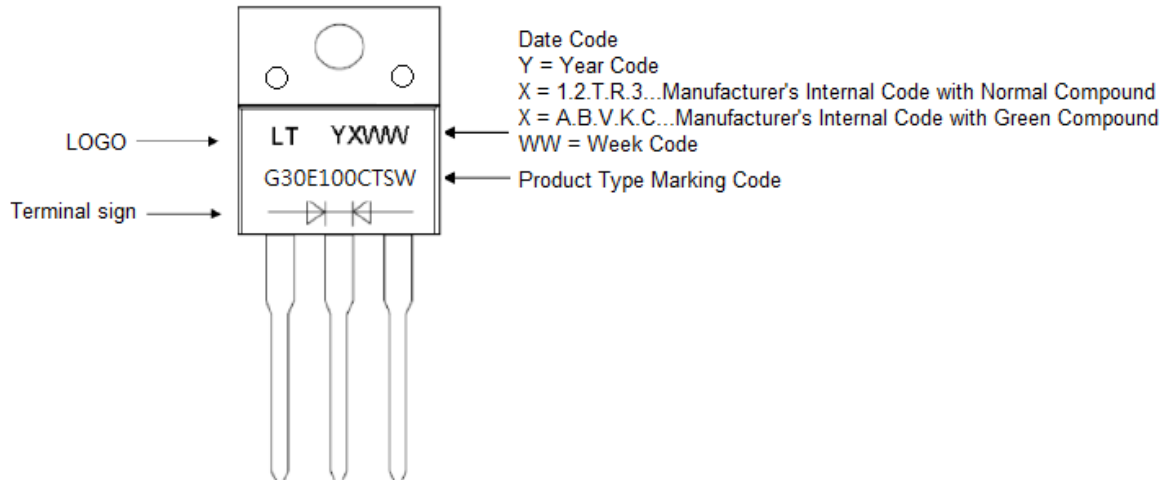 Date Code
Y = Year Code
X = 1.2.T.R.3...Manufacturer's Internal Code with Normal Compound
X = A.B.V.K.C...Manufacturer's Internal Code with Green Compound
WW = Week Code
LOGO
LT YXWW
G30E100CTSW
Product Type Marking Code
Terminal sign